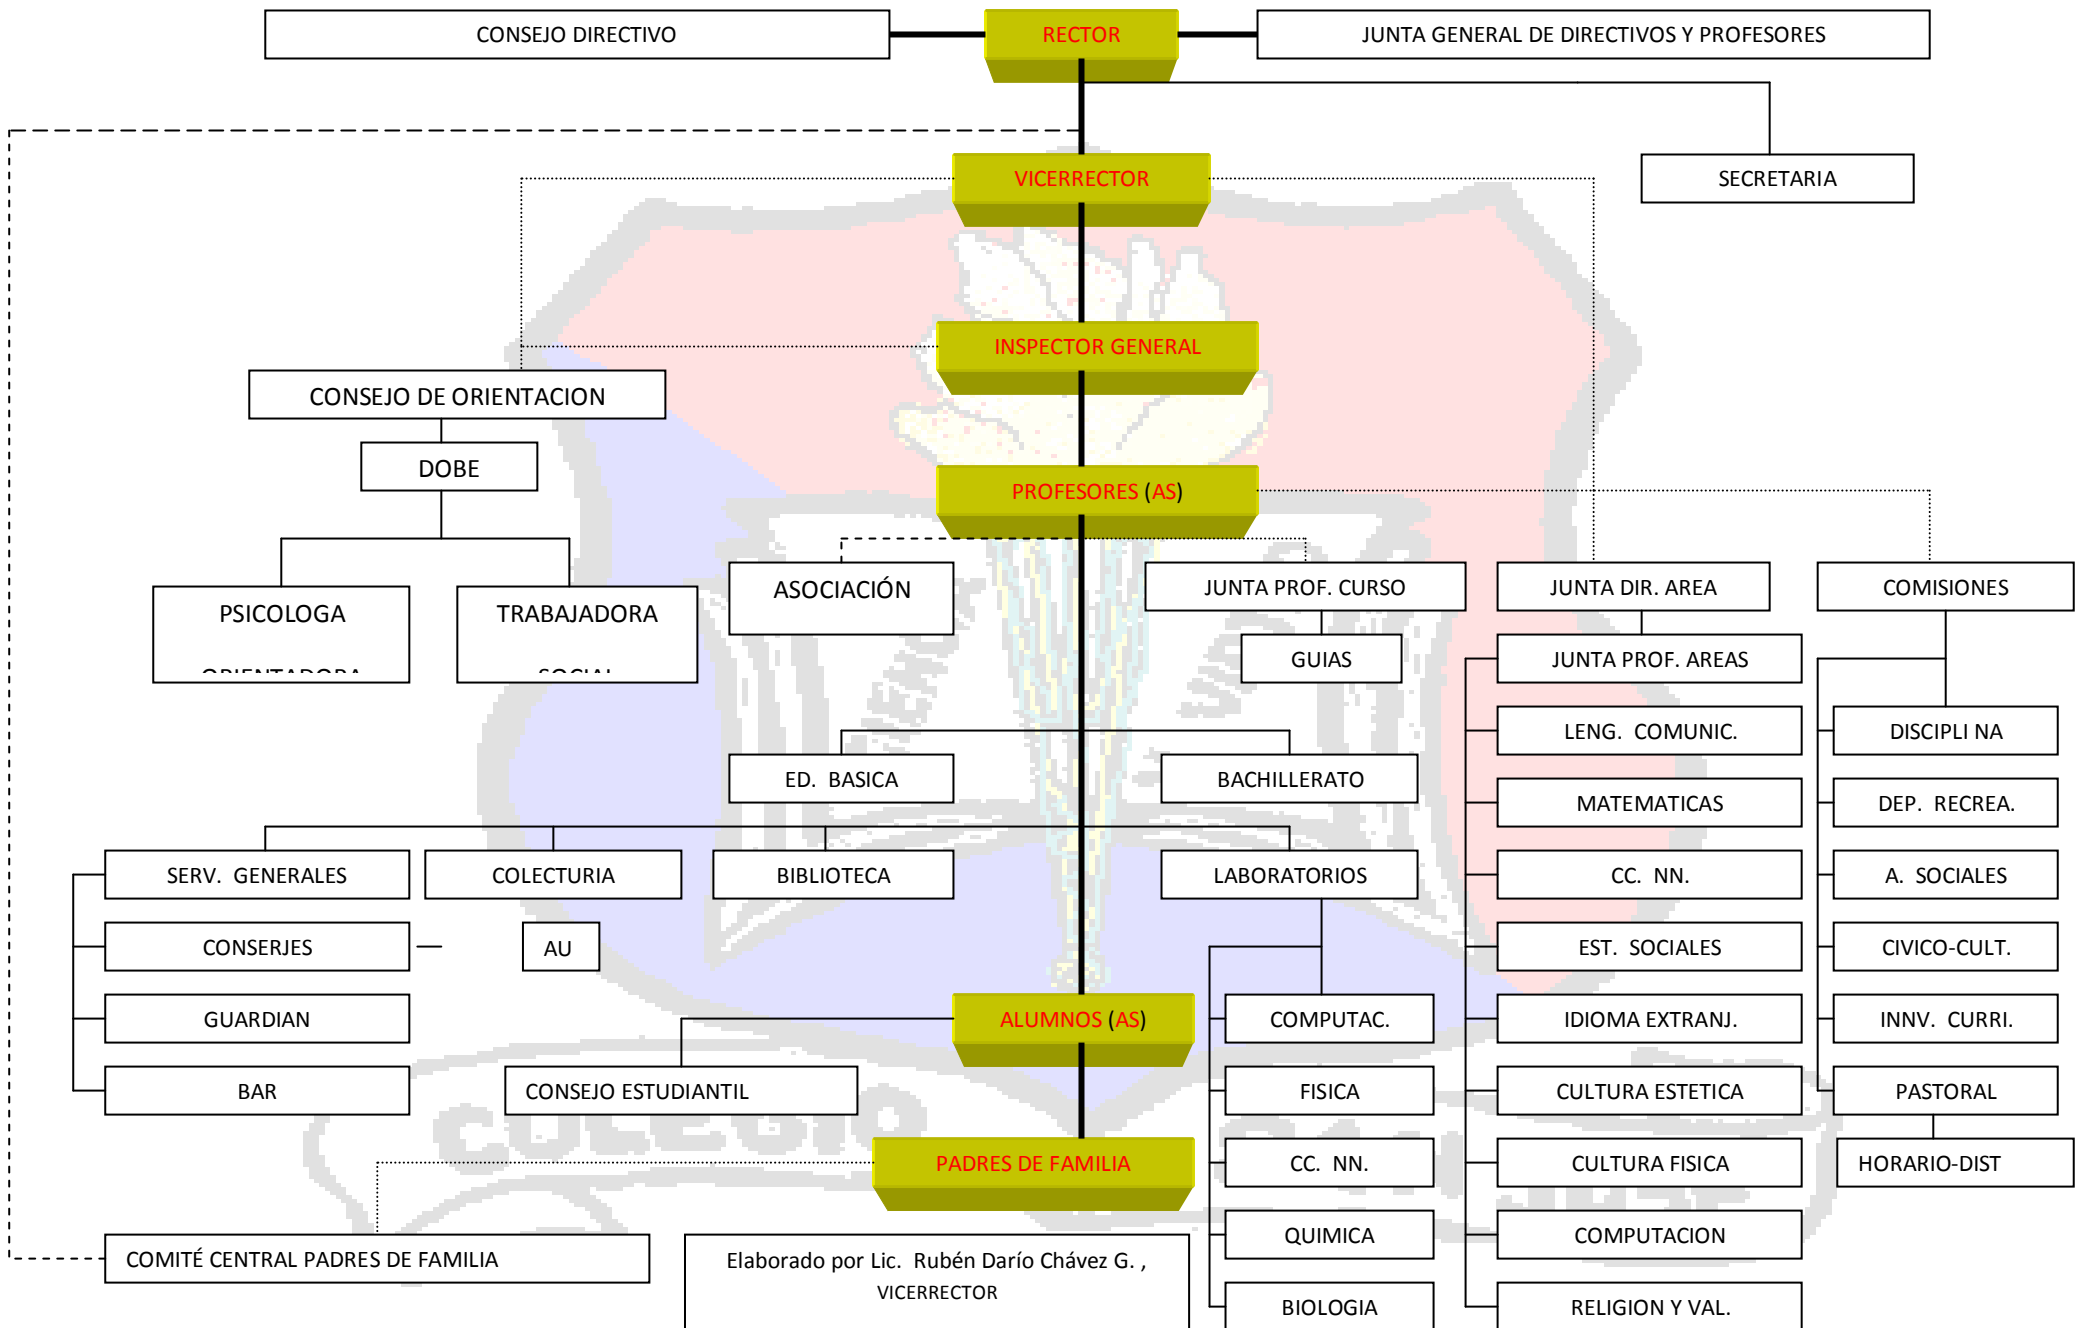 CONSEJO DIRECTIVO
RECTOR
JUNTA GENERAL DE DIRECTIVOS Y PROFESORES
VICERRECTOR
SECRETARIA
INSPECTOR GENERAL
CONSEJO DE ORIENTACION
DOBE
PROFESORES (AS)
PSICOLOGA
ORIENTADORA
TRABAJADORA
SOCIAL
ASOCIACIÓN
JUNTA PROF. CURSO
JUNTA DIR. AREA
COMISIONES
GUIAS
JUNTA PROF. AREAS
LENG. COMUNIC.
DISCIPLI NA
ED. BASICA
BACHILLERATO
MATEMATICAS
DEP. RECREA.
SERV. GENERALES
COLECTURIA
BIBLIOTECA
LABORATORIOS
CC. NN.
A. SOCIALES
CONSERJES
AU
EST. SOCIALES
CIVICO-CULT.
GUARDIAN
ALUMNOS (AS)
COMPUTAC.
IDIOMA EXTRANJ.
INNV. CURRI.
BAR
CONSEJO ESTUDIANTIL
FISICA
CULTURA ESTETICA
PASTORAL
COLEGIO
PADRES DE FAMILIA
CC. NN.
CULTURA FISICA
HORARIO-DIST
QUIMICA
COMPUTACION
COMITÉ CENTRAL PADRES DE FAMILIA
Elaborado por Lic. Rubén Darío Chávez G. ,
VICERRECTOR
BIOLOGIA
RELIGION Y VAL.